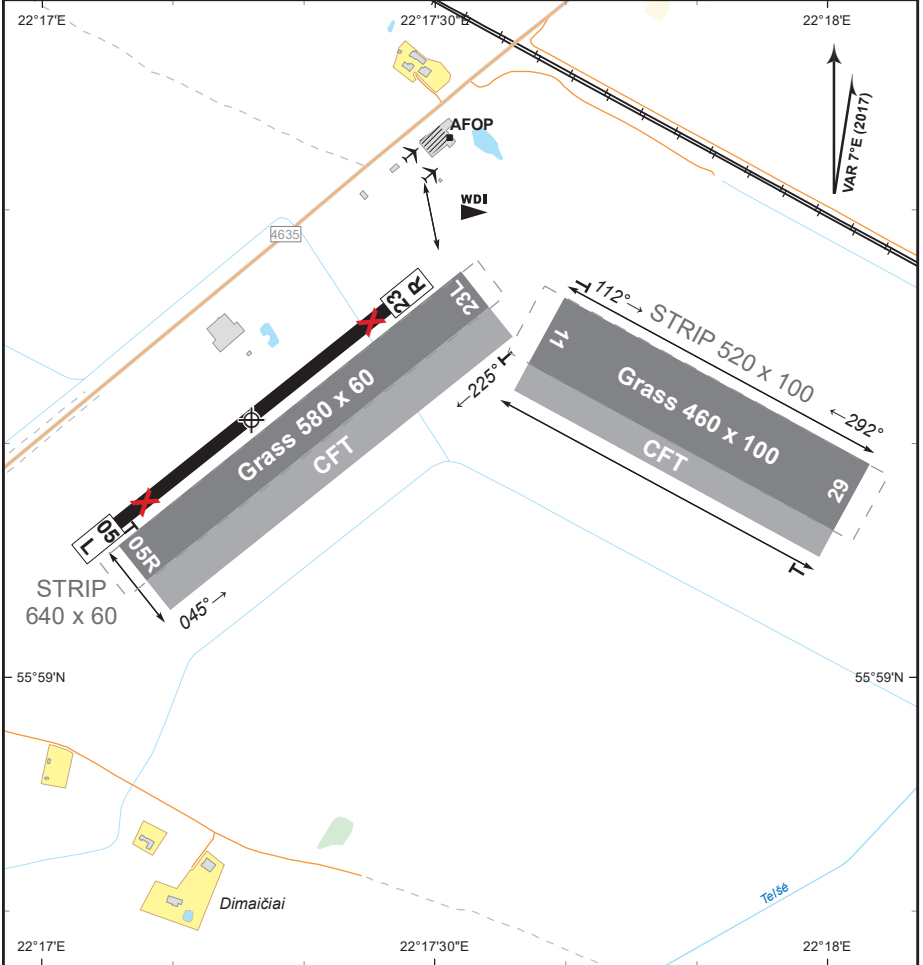 22°17'E
22°17'30"E
22°18'E
VAR 7°E (2017)
AFOP
WDI
4635
23
R
23L
112°→
STRIP 520 x 100
11
Grass 460 x 100
←292°
CFT
29
T
T
←225°
T
Grass 580 x 60
CFT
L
05
T
05R
045°→
STRIP
640 x 60
55°59'N
55°59'N
Dimaičiai
Telšė
22°17'E
22°17'30"E
22°18'E